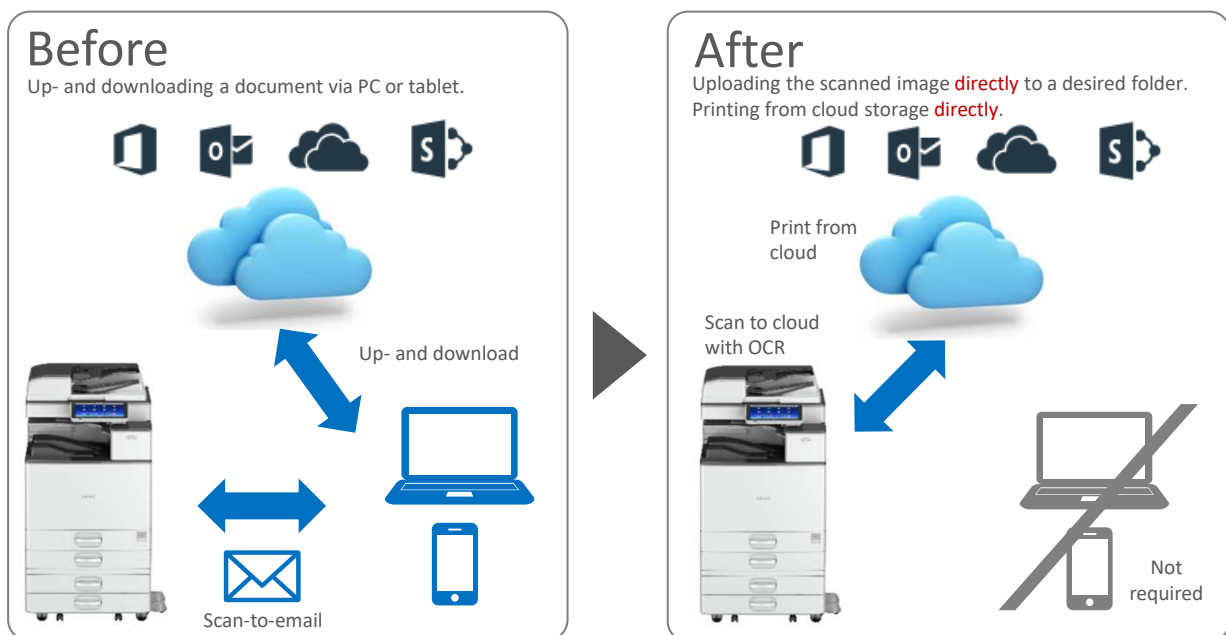 Before
Up- and downloading a document via PC or tablet.
Up- and download
Scan-to-email
After
Uploading the scanned image directly to a desired folder.
Printing from cloud storage directly.
Print from
cloud
Scan to cloud
with OCR
Not
required